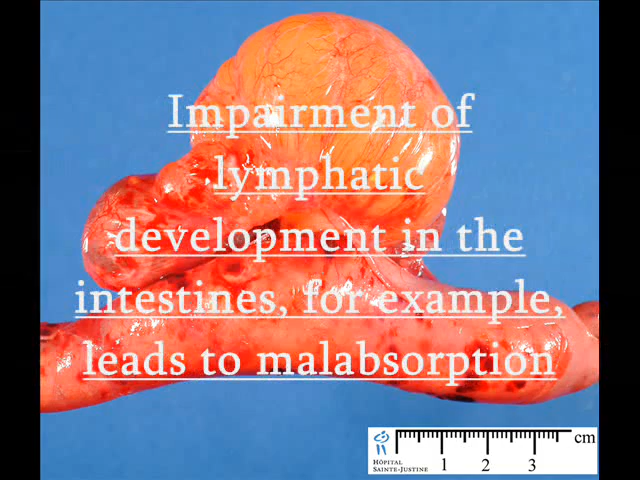 Impairment of
lymphatic
development in the
intestines, for example,
leads to malabsorption
cm
HÔPITAL
SAINTE-JUSTINE
1 2 3